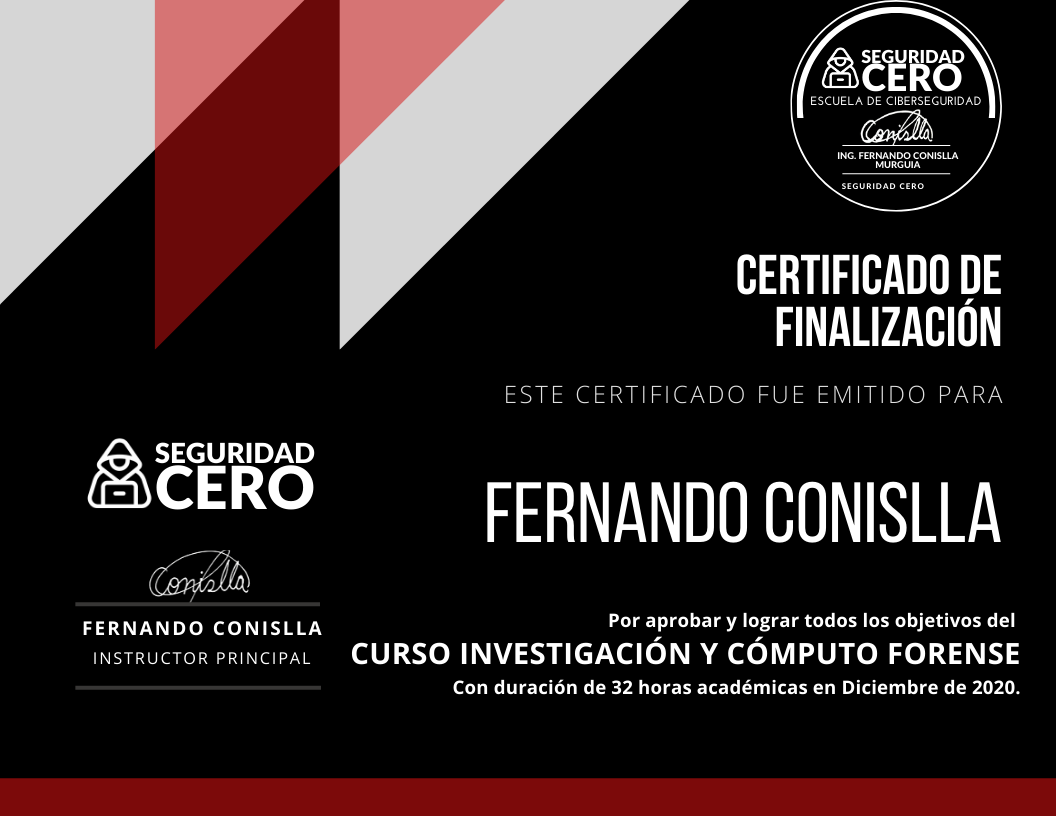 SEGURIDAD
CERO
ESCUELA DE CIBERSEGURIDAD
Conislla
ING. FERNANDO CONISLLA
MURGUIA
SEGURIDAD CERO
CERTIFICADO DE
FINALIZACIÓN
ESTE CERTIFICADO FUE EMITIDO PARA
SEGURIDAD
CERO
FERNANDO CONISLLA
Conislla
FERNANDO CONISLLA
INSTRUCTOR PRINCIPAL
Por aprobar y lograr todos los objetivos del
CURSO INVESTIGACIÓN Y CÓMPUTO FORENSE
Con duración de 32 horas académicas en Diciembre de 2020.